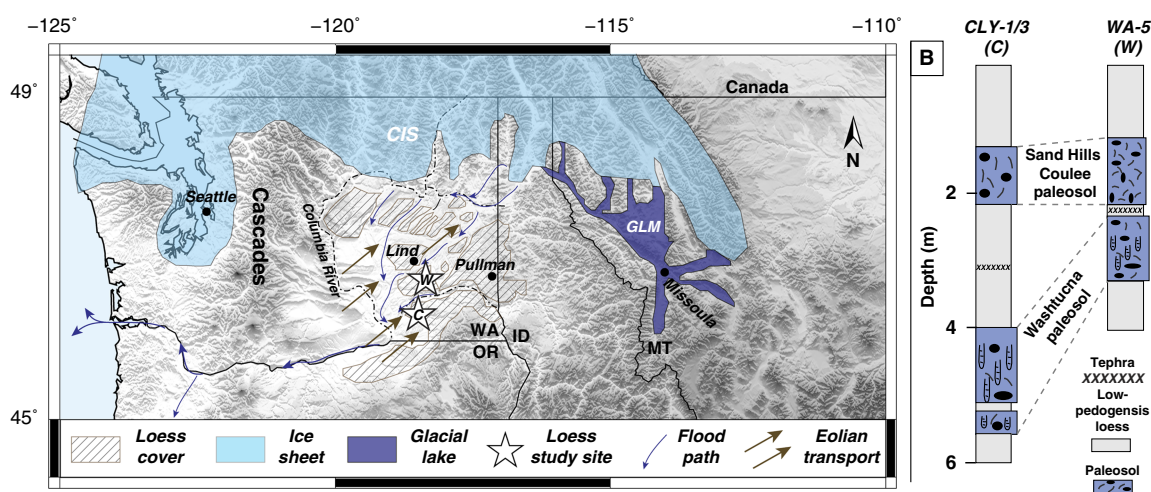 −125˚
−120˚
−115˚
−110˚
49˚
45˚
Canada
CIS
N
Seattle
Cascades
Columbia River
Lind
Pullman
W
C
GLM
Missoula
WA
ID
OR
MT
Loess
cover
Ice
sheet
Glacial
lake
Loess
study site
Flood
path
Eolian
transport
B
CLY-1/3
(C)
WA-5
(W)
Depth (m)
2
4
6
Sand Hills
Coulee
paleosol
xxxxxxx
xxxxxxx
Washtucna
paleosol
Tephra
XXXXXXX
Low-
pedogensis
loess
Paleosol